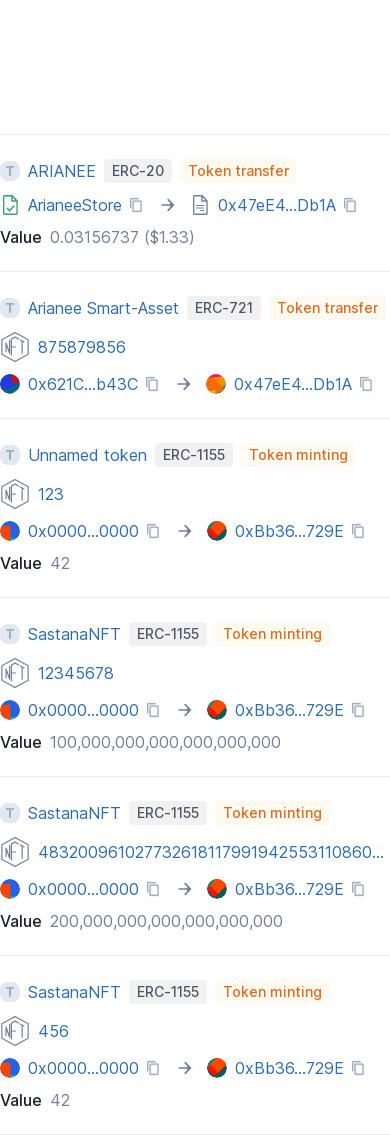 T ARIANEE ERC-20 Token transfer
ArianeeStore → 0x47eE4...Db1A
Value 0.03156737 ($1.33)
T Arianee Smart-Asset ERC-721 Token transfer
NFT 875879856
0x621C...b43C → 0x47eE4...Db1A
T Unnamed token ERC-1155 Token minting
NFT 123
0x0000...0000 → 0xBb36...729E
Value 42
T SastanaNFT ERC-1155 Token minting
NFT 12345678
0x0000...0000 → 0xBb36...729E
Value 100,000,000,000,000,000,000
T SastanaNFT ERC-1155 Token minting
NFT 483200961027732618117991942553110860...
0x0000...0000 → 0xBb36...729E
Value 200,000,000,000,000,000,000
T SastanaNFT ERC-1155 Token minting
NFT 456
0x0000...0000 → 0xBb36...729E
Value 42